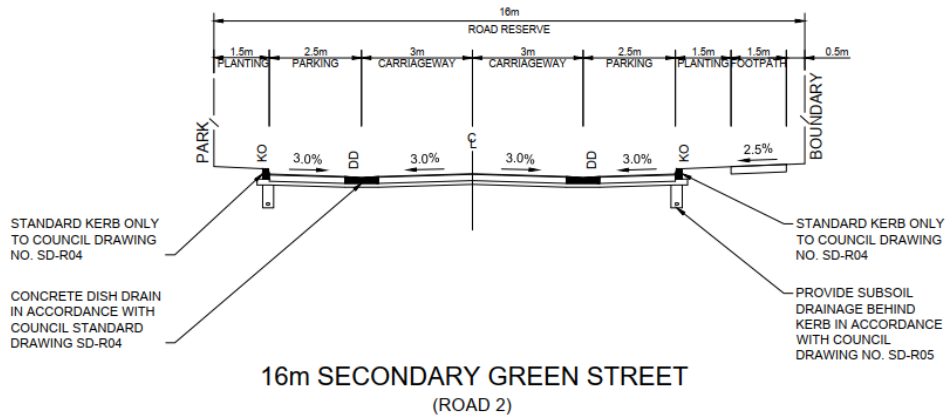 16m
ROAD RESERVE
1.5m 2.5m 3m 3m 2.5m 1.5m 1.5m 0.5m
PLANTING PARKING CARRIAGEWAY CARRIAGEWAY PARKING PLANTING FOOTPATH
PARK
BOUNDARY
KO DD CL DD KO
3.0% 3.0% 3.0% 3.0% 2.5%
STANDARD KERB ONLY
TO COUNCIL DRAWING
NO. SD-R04
CONCRETE DISH DRAIN
IN ACCORDANCE WITH
COUNCIL STANDARD
DRAWING SD-R04
STANDARD KERB ONLY
TO COUNCIL DRAWING
NO. SD-R04
PROVIDE SUBSOIL
DRAINAGE BEHIND
KERB IN ACCORDANCE
WITH COUNCIL
DRAWING NO. SD-R05
16m SECONDARY GREEN STREET
(ROAD 2)